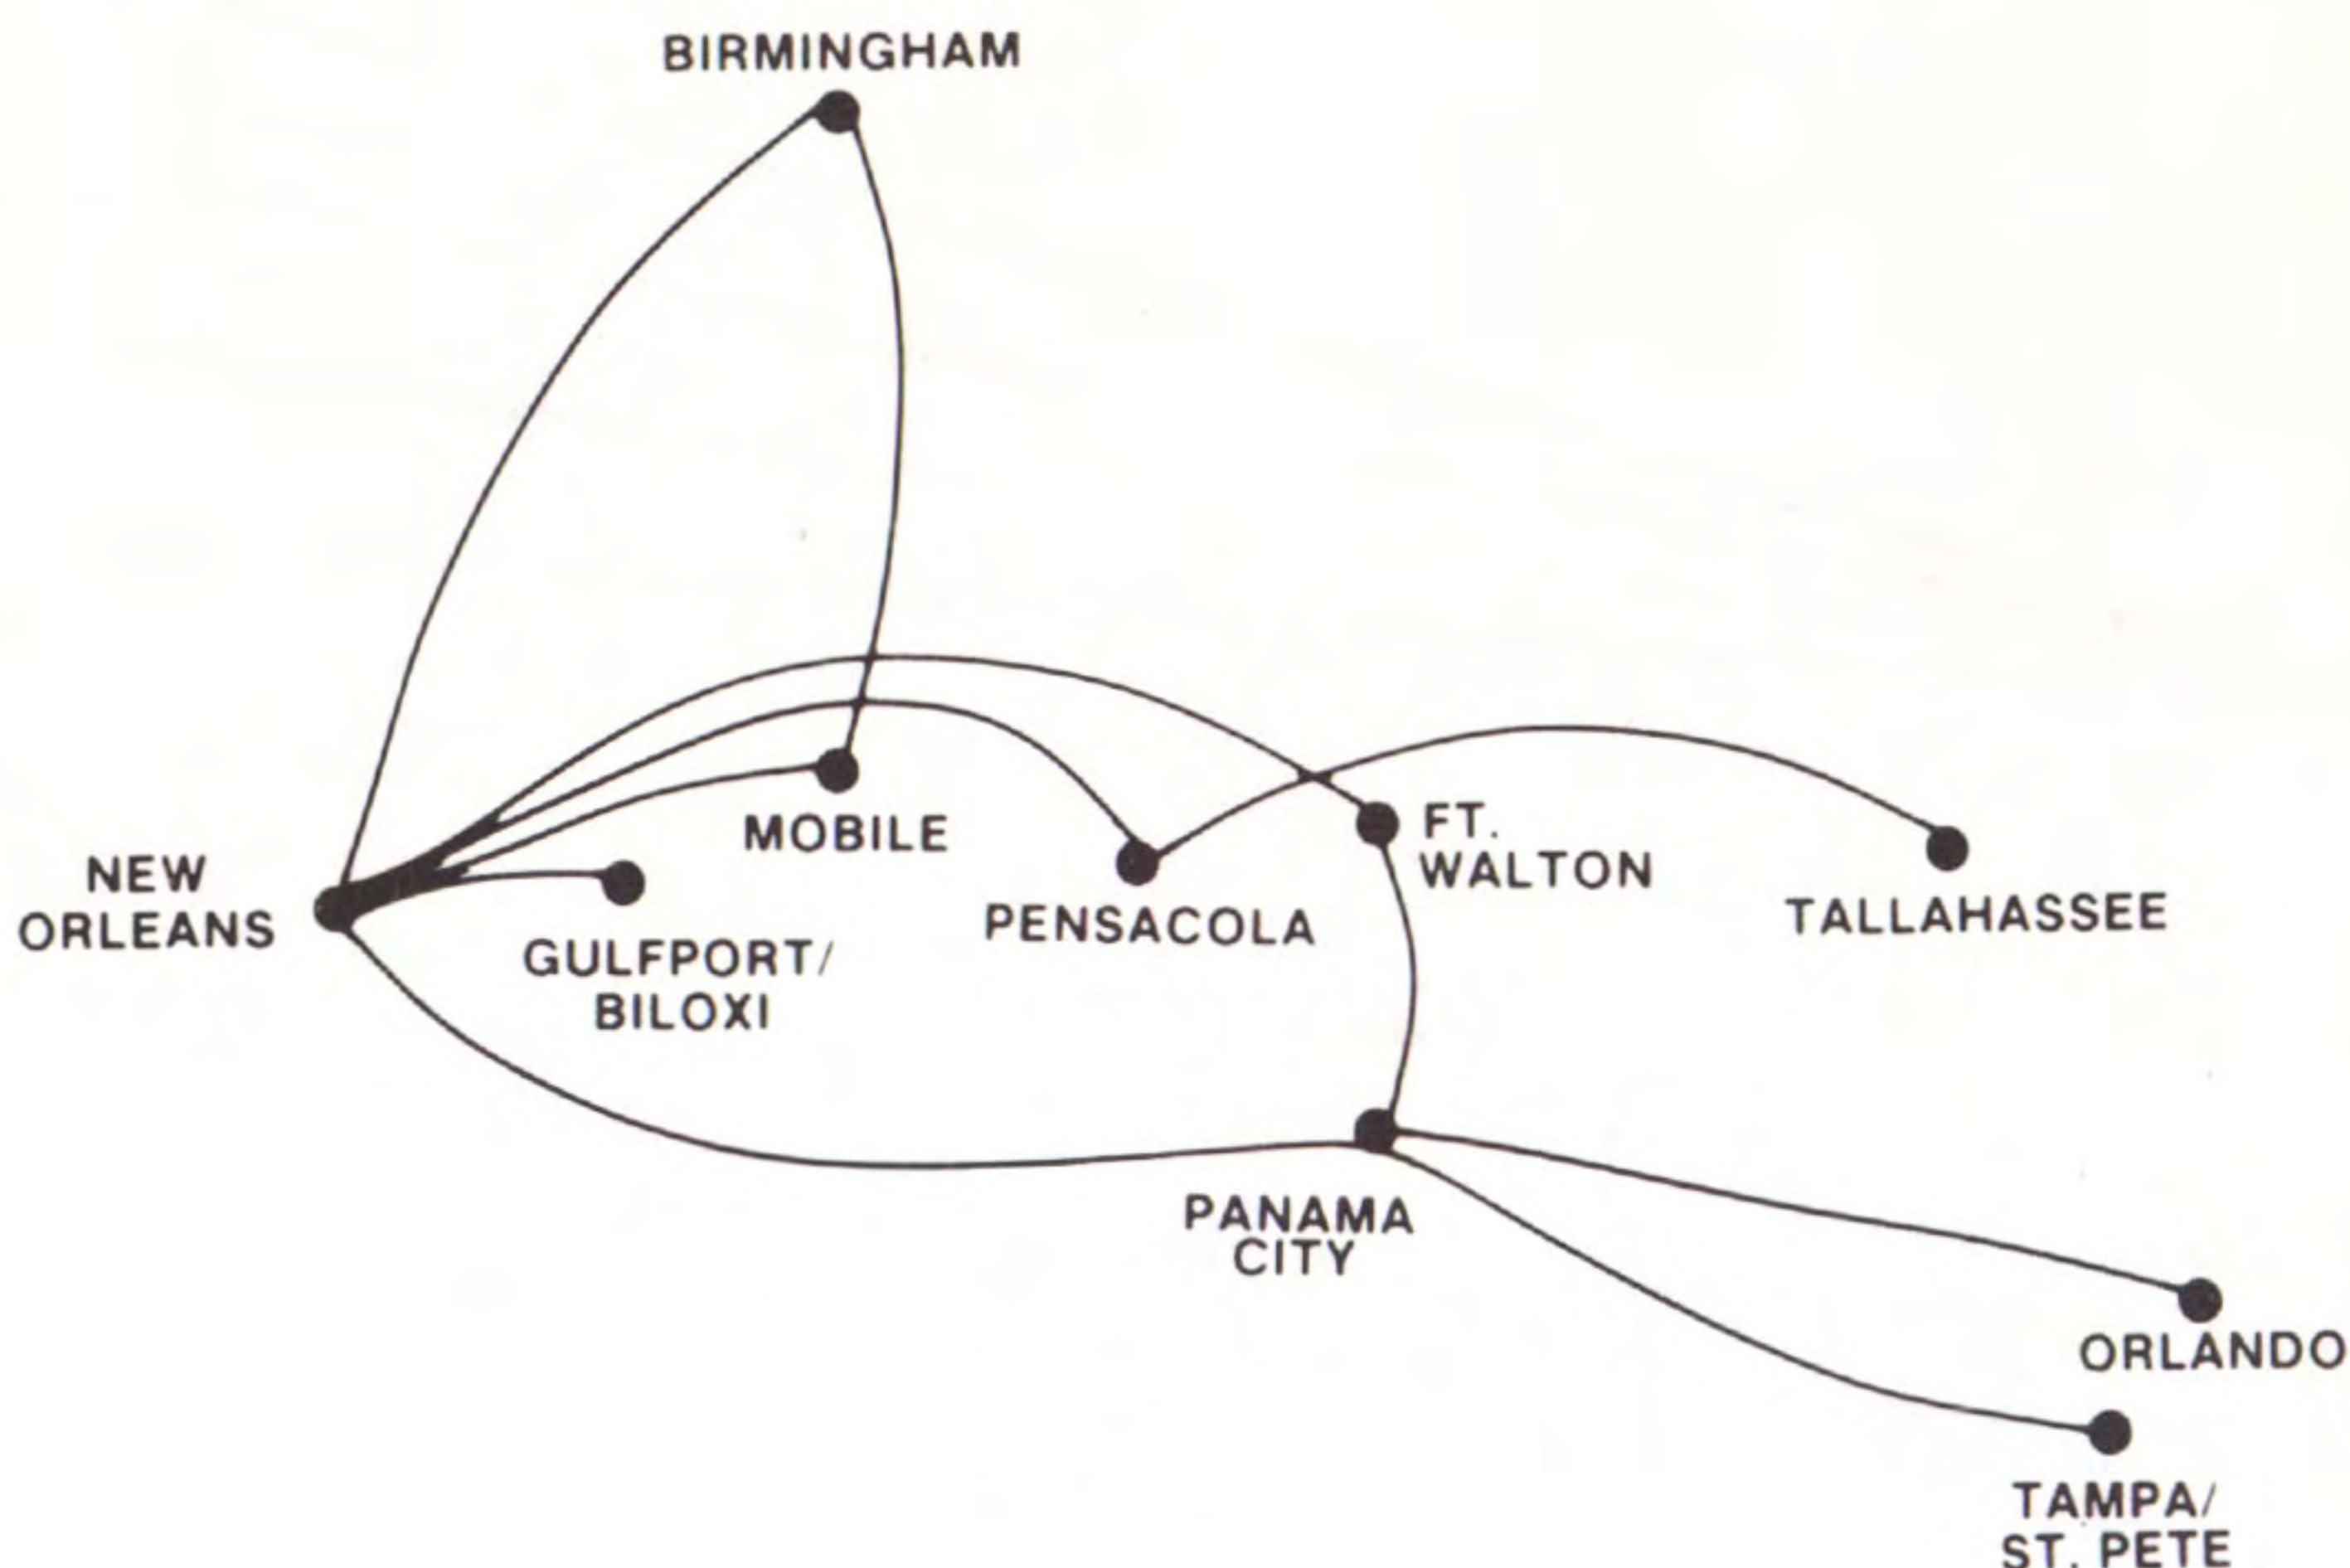 BIRMINGHAM
MOBILE
FT.
WALTON
NEW
ORLEANS
GULFPORT/
BILOXI
PENSACOLA
TALLAHASSEE
PANAMA
CITY
ORLANDO
TAMPA/
ST. PETE